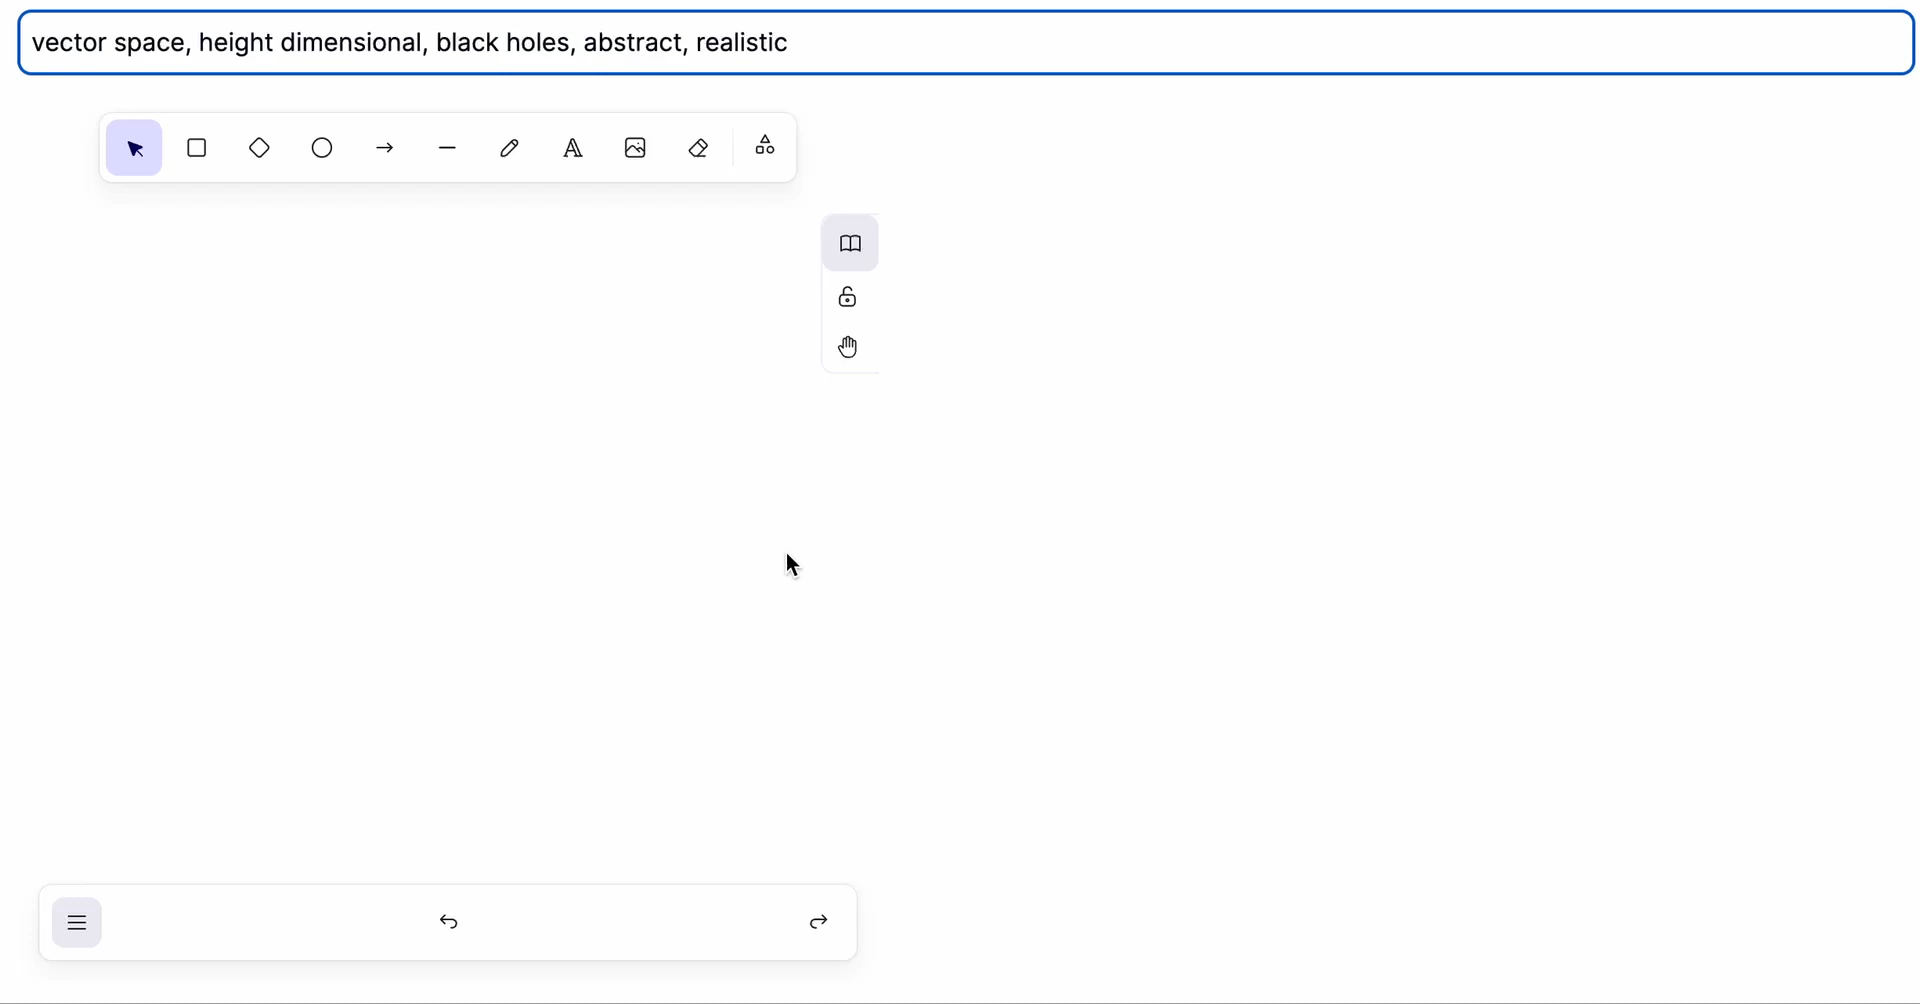 vector space, height dimensional, black holes, abstract, realistic